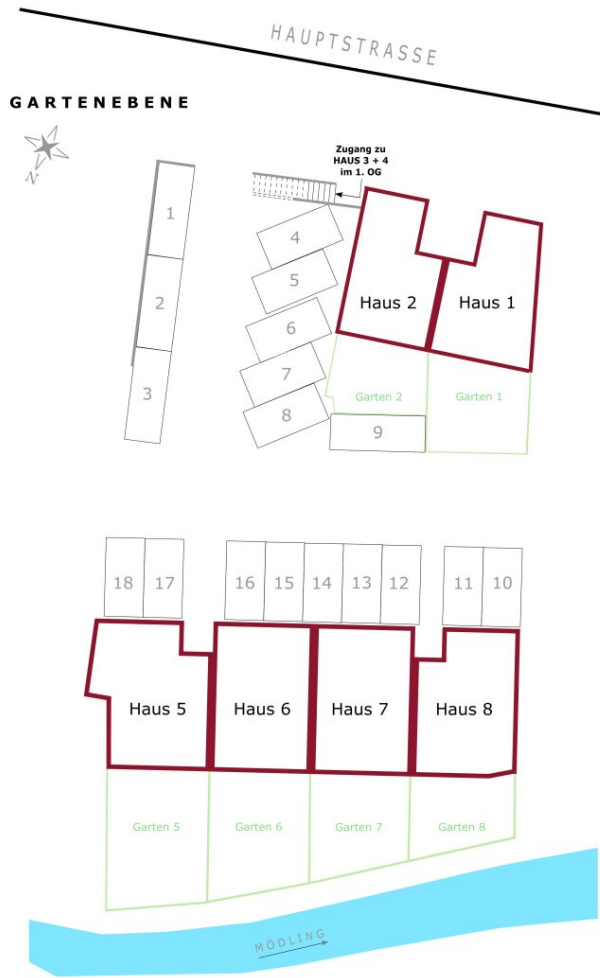 HAUPTSTRASSE
GARTENEBENE
N
Zugang zu
HAUS 3 + 4
im 1. OG
1
2
3
4
5
6
7
8
9
Haus 2
Haus 1
Garten 2
Garten 1
18
17
16
15
14
13
12
11
10
Haus 5
Haus 6
Haus 7
Haus 8
Garten 5
Garten 6
Garten 7
Garten 8
MÖDLING